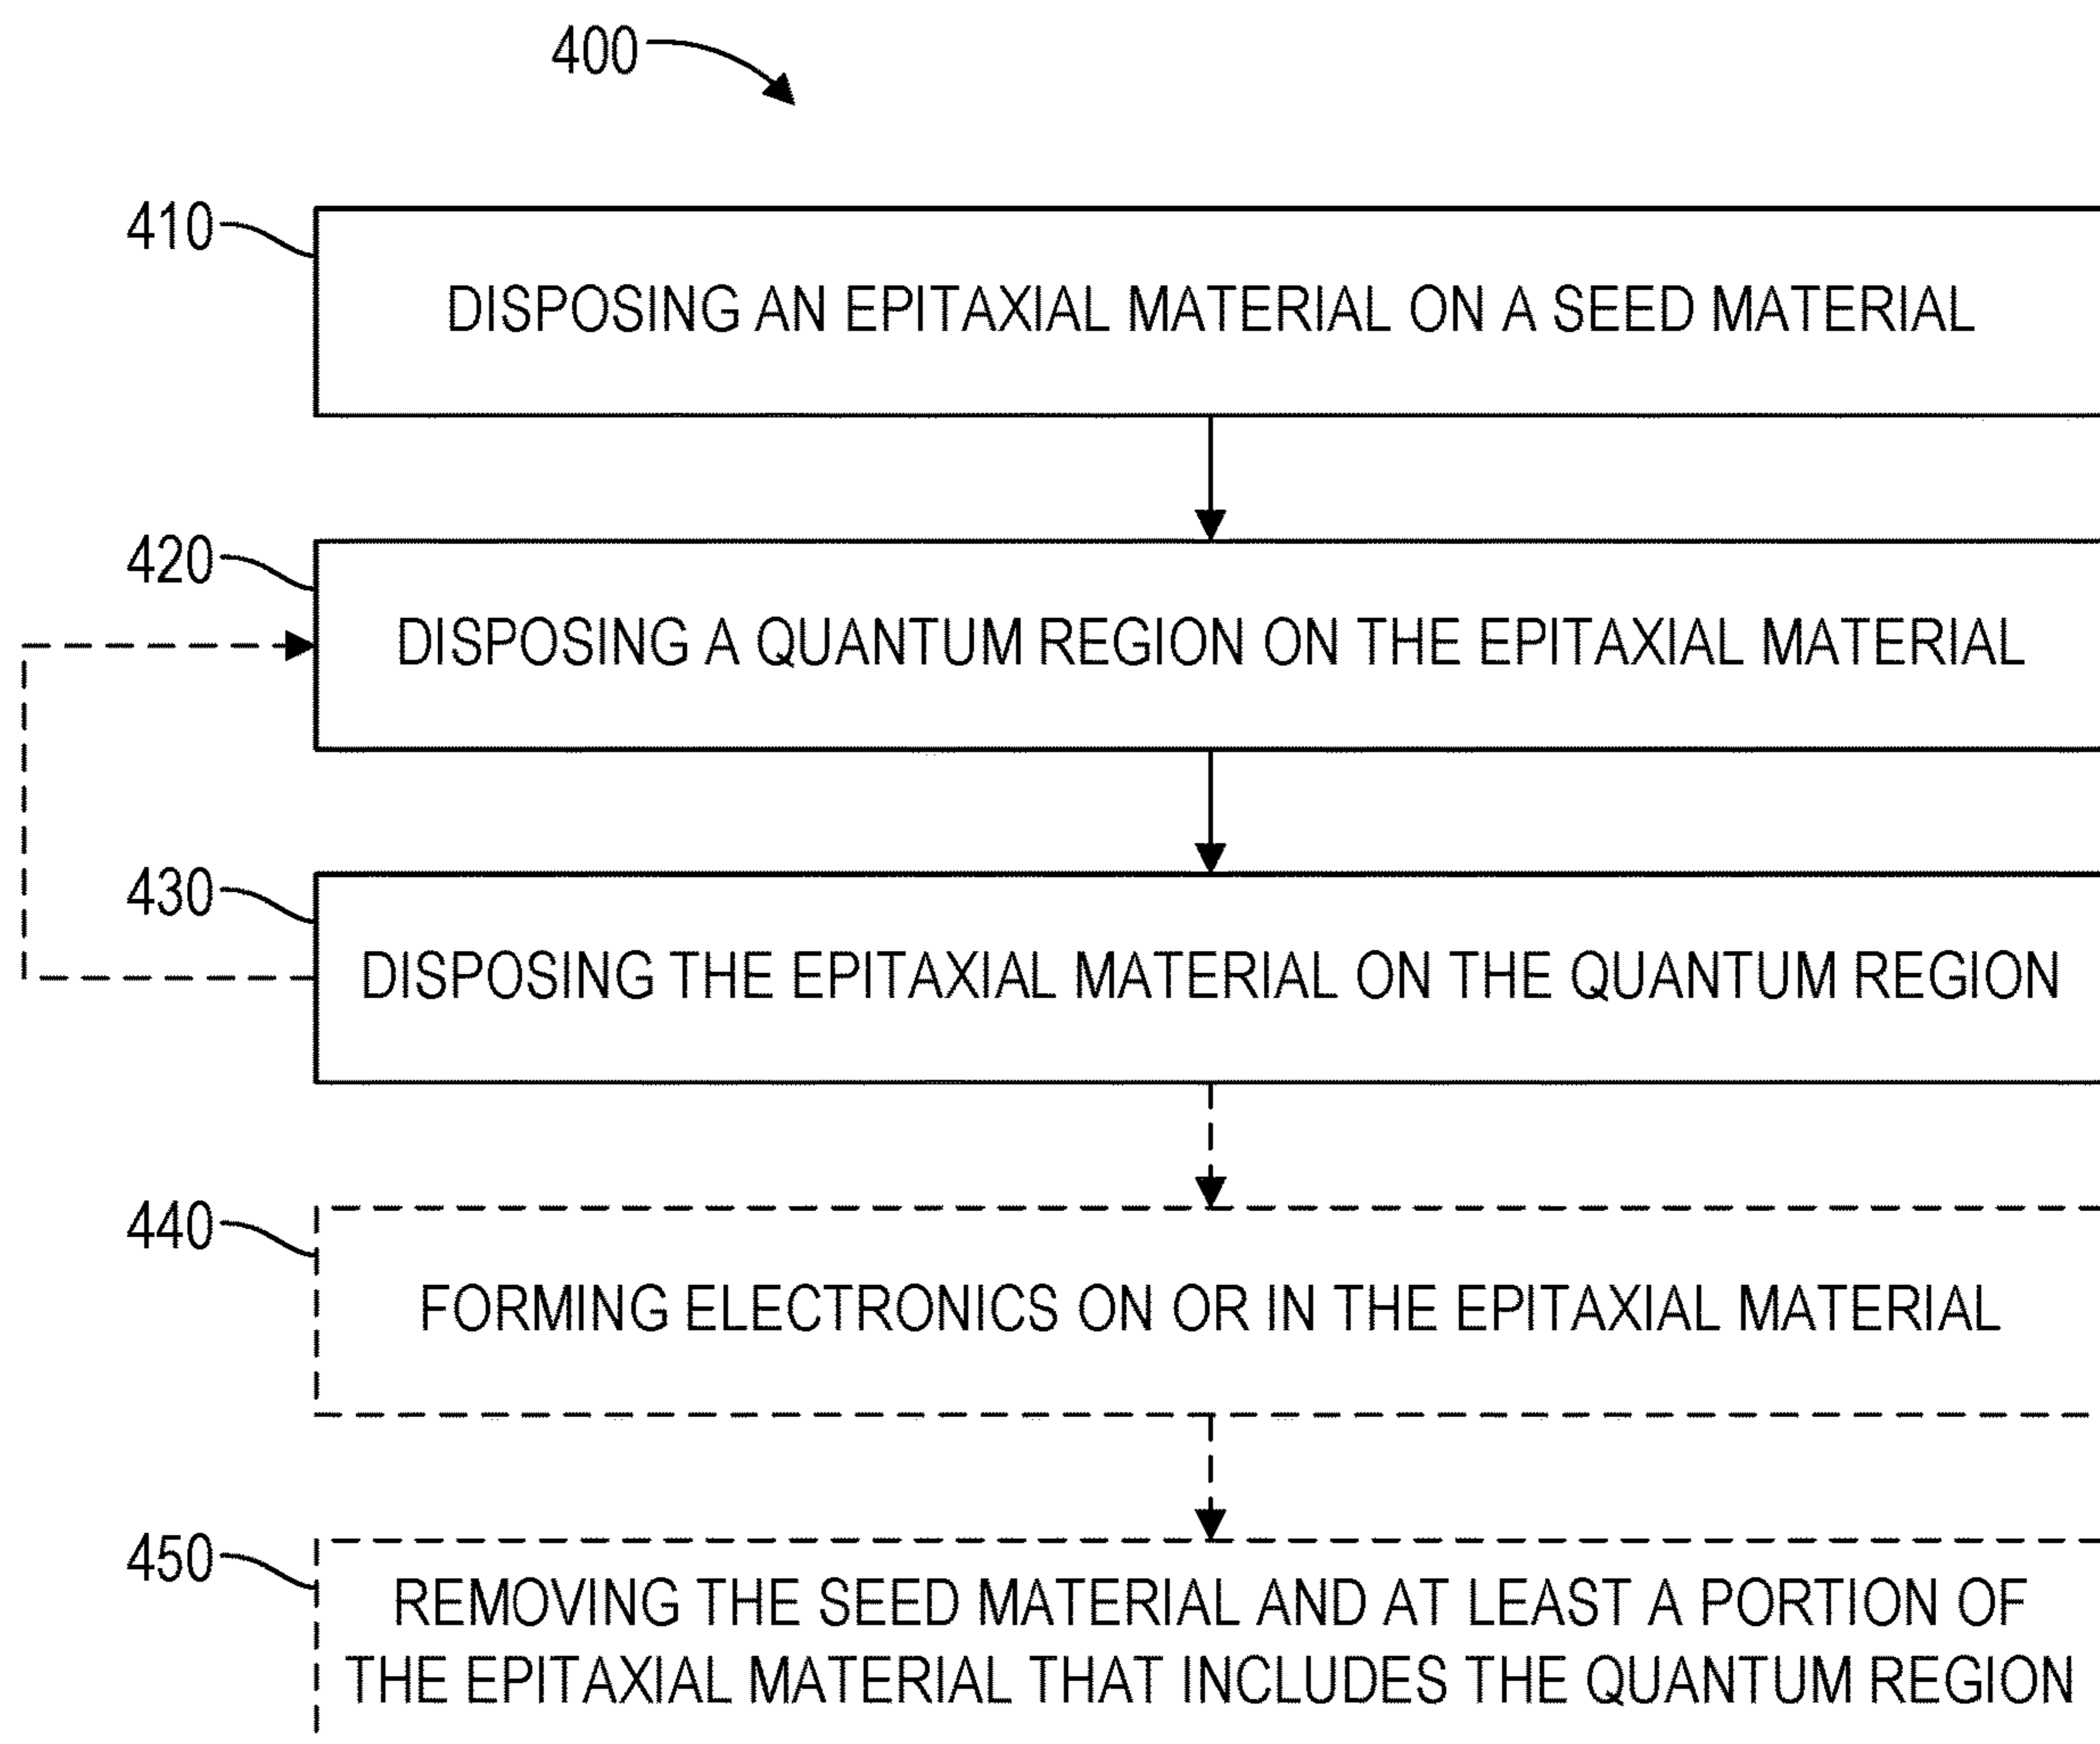 400
410
DISPOSING AN EPITAXIAL MATERIAL ON A SEED MATERIAL
420
DISPOSING A QUANTUM REGION ON THE EPITAXIAL MATERIAL
430
DISPOSING THE EPITAXIAL MATERIAL ON THE QUANTUM REGION
440
FORMING ELECTRONICS ON OR IN THE EPITAXIAL MATERIAL
450
REMOVING THE SEED MATERIAL AND AT LEAST A PORTION OF
THE EPITAXIAL MATERIAL THAT INCLUDES THE QUANTUM REGION